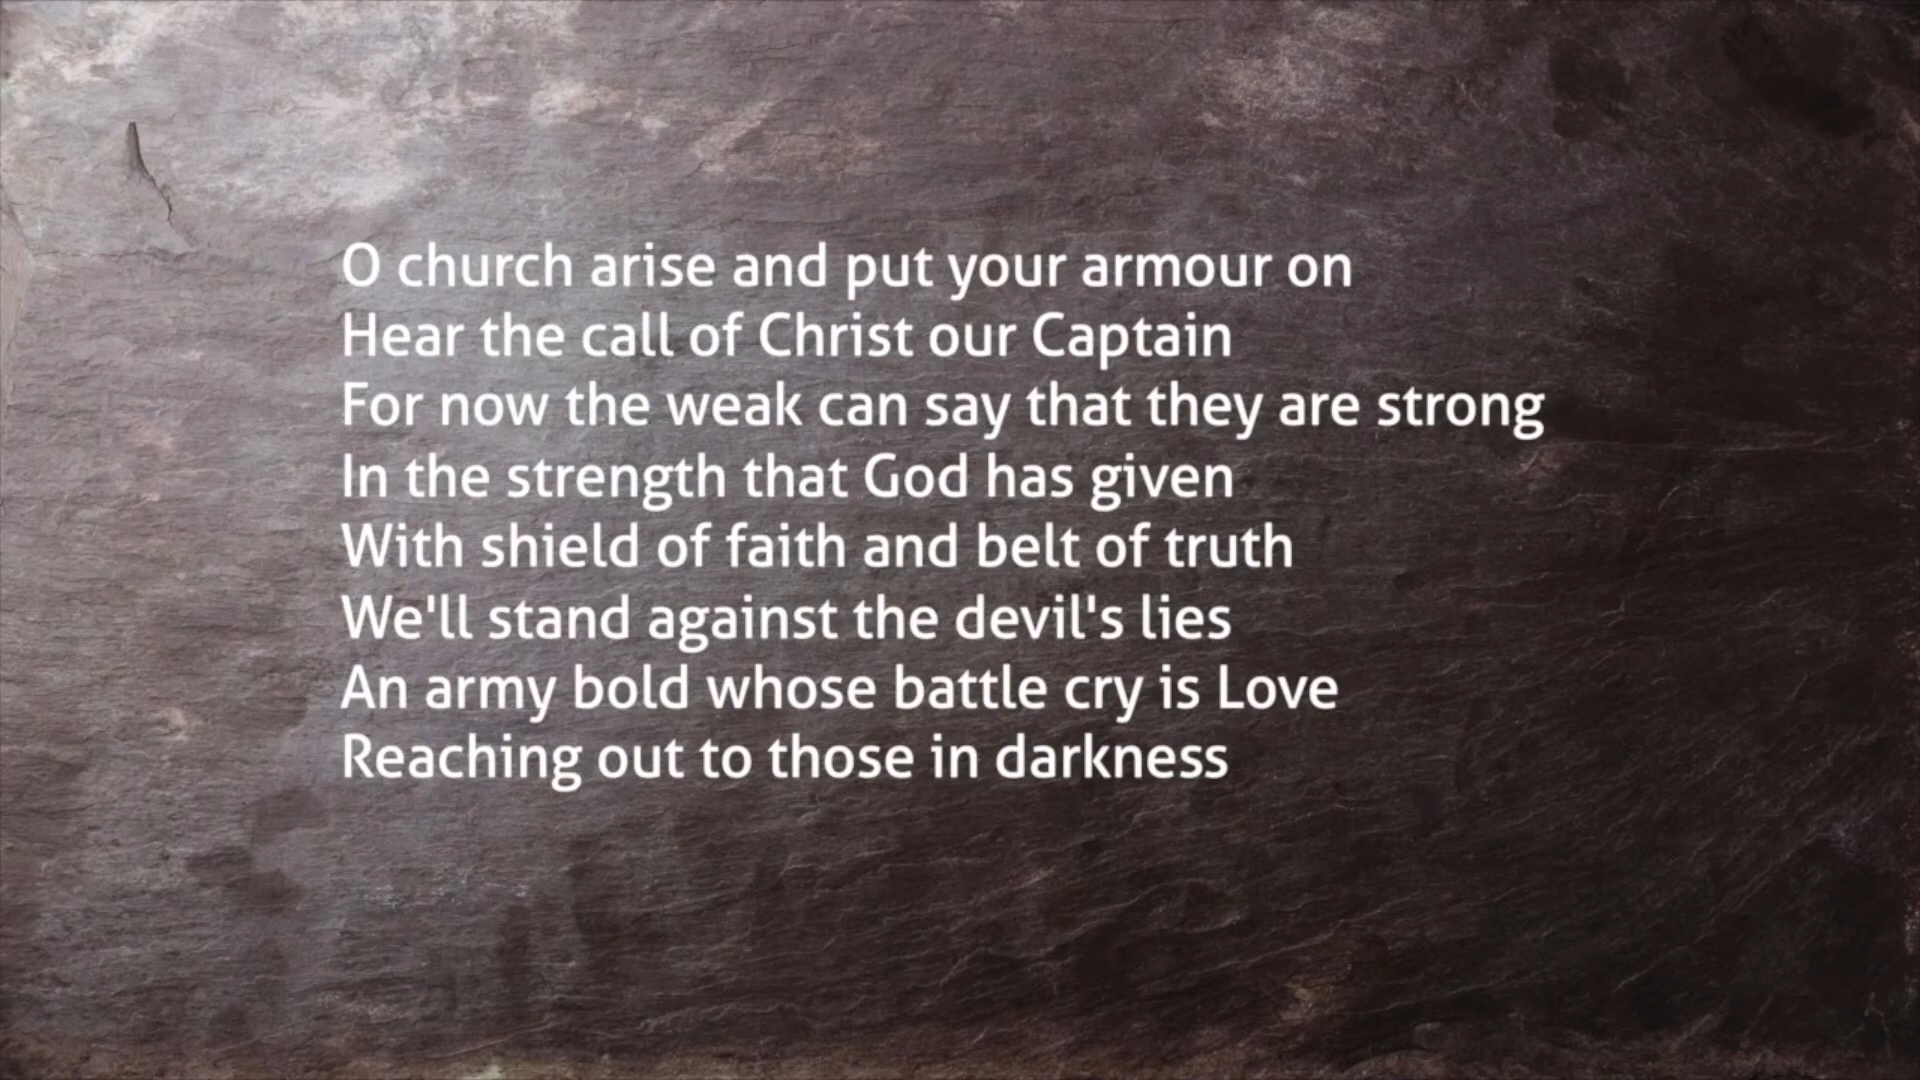 O church arise and put your armour on
Hear the call of Christ our Captain
For now the weak can say that they are strong
In the strength that God has given
With shield of faith and belt of truth
We'll stand against the devil's lies
An army bold whose battle cry is Love
Reaching out to those in darkness